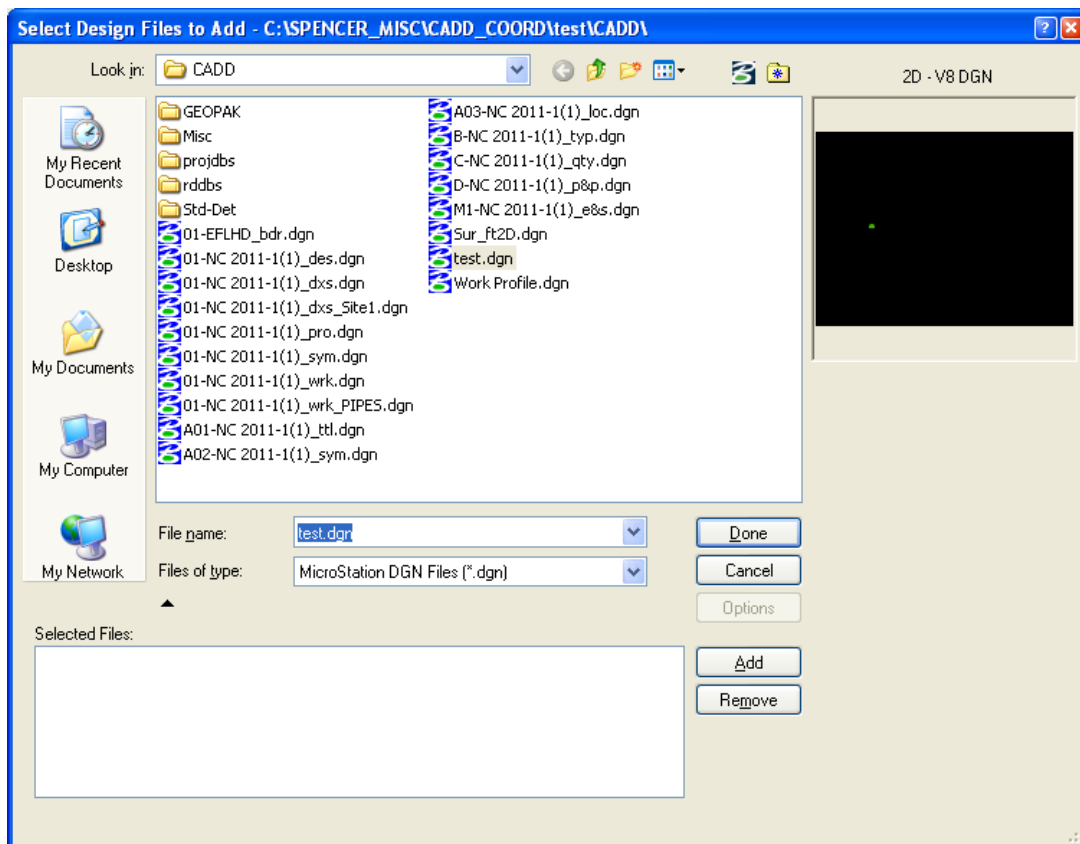 Select Design Files to Add - C:\SPENCER_MISC\CADD_COORD\test\CADD\
Look in:
CADD
2D - V8 DGN
My Recent
Documents
Desktop
My Documents
My Computer
My Network
GEOPAK
Misc
projdbs
rddbs
Std-Det
01-EFLHD_bdr.dgn
01-NC 2011-1(1)_des.dgn
01-NC 2011-1(1)_dxs.dgn
01-NC 2011-1(1)_dxs_Site1.dgn
01-NC 2011-1(1)_pro.dgn
01-NC 2011-1(1)_sym.dgn
01-NC 2011-1(1)_wrk.dgn
01-NC 2011-1(1)_wrk_PIPES.dgn
A01-NC 2011-1(1)_ttl.dgn
A02-NC 2011-1(1)_sym.dgn
A03-NC 2011-1(1)_loc.dgn
B-NC 2011-1(1)_typ.dgn
C-NC 2011-1(1)_qty.dgn
D-NC 2011-1(1)_p&p.dgn
M1-NC 2011-1(1)_e&s.dgn
Sur_ft2D.dgn
test.dgn
Work Profile.dgn
File name:
test.dgn
Done
Files of type:
MicroStation DGN Files (*.dgn)
Cancel
Options
Selected Files:
Add
Remove